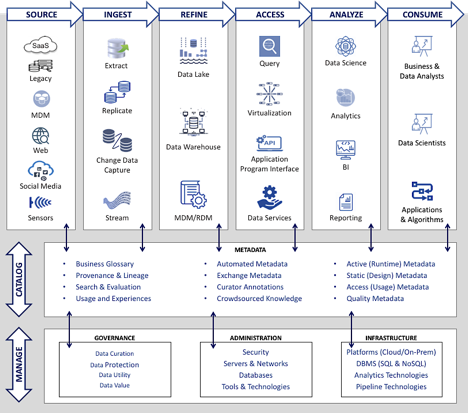 SOURCE
INGEST
REFINE
ACCESS
ANALYZE
CONSUME
SaaS
Legacy
MDM
Web
Social Media
Sensors
Extract
Replicate
Change Data
Capture
Stream
Data Lake
Data Warehouse
MDM/RDM
Query
Virtualization
API
Application
Program Interface
Data Services
Data Science
Analytics
BI
Reporting
Business &
Data Analysts
Data Scientists
Applications
& Algorithms
CATALOG
METADATA
• Business Glossary
• Provenance & Lineage
• Search & Evaluation
• Usage and Experiences
• Automated Metadata
• Exchange Metadata
• Curator Annotations
• Crowdsourced Knowledge
• Active (Runtime) Metadata
• Static (Design) Metadata
• Access (Usage) Metadata
• Quality Metadata
MANAGE
GOVERNANCE
Data Curation
Data Protection
Data Utility
Data Value
ADMINISTRATION
Security
Servers & Networks
Databases
Tools & Technologies
INFRASTRUCTURE
Platforms (Cloud/On-Prem)
DBMS (SQL & NoSQL)
Analytics Technologies
Pipeline Technologies